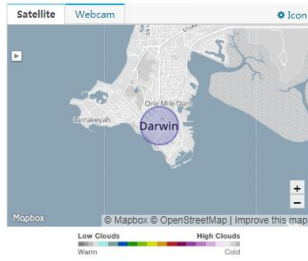 Satellite Webcam Icon
One Mile Dam
Larrakeyah
Darwin
+
−
Mapbox © Mapbox © OpenStreetMap | Improve this map
Low Clouds High Clouds
Warm Cold